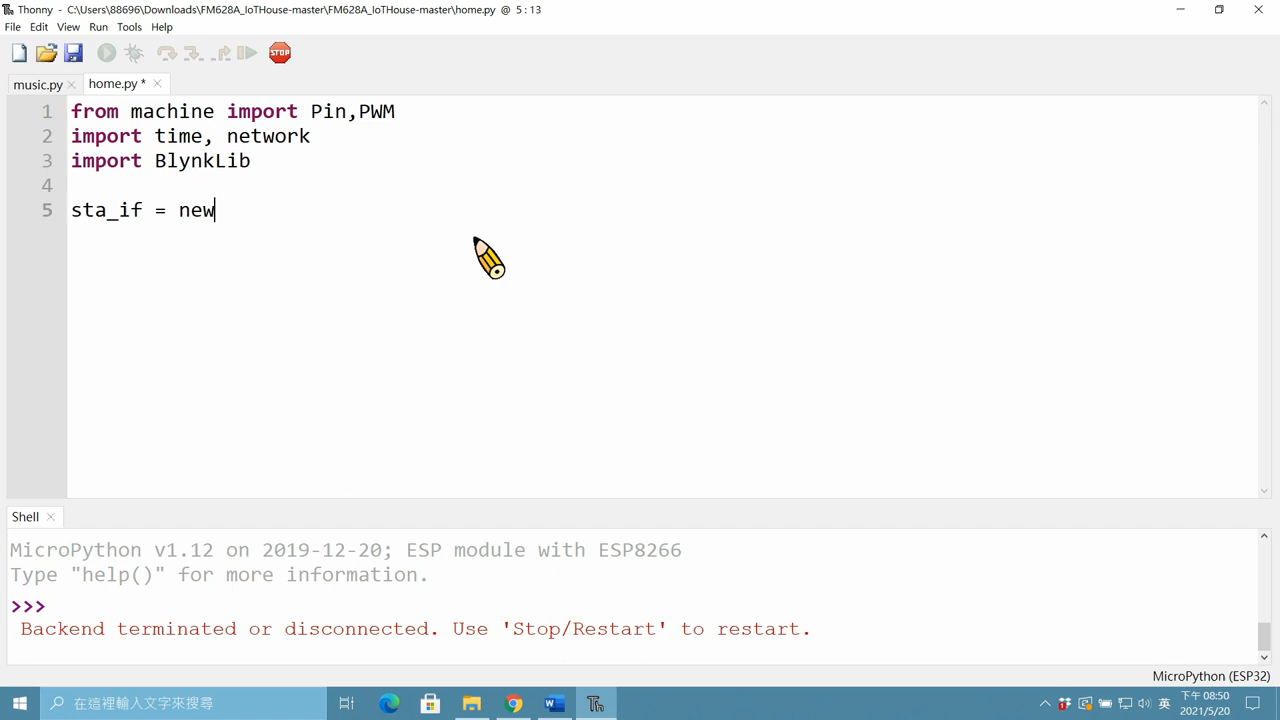 Thonny - C:\Users\88696\Downloads\FM628A_IoTHouse-master\FM628A_IoTHouse-master\home.py @ 5:13
File Edit View Run Tools Help
STOP
music.py home.py *
1 from machine import Pin,PWM
2 import time, network
3 import BlynkLib
4
5 sta_if = new
Shell
MicroPython v1.12 on 2019-12-20; ESP module with ESP8266
Type "help()" for more information.
>>>
Backend terminated or disconnected. Use 'Stop/Restart' to restart.
MicroPython (ESP32)
在這裡輸入文字來搜尋
英
下午 08:50
2021/5/20